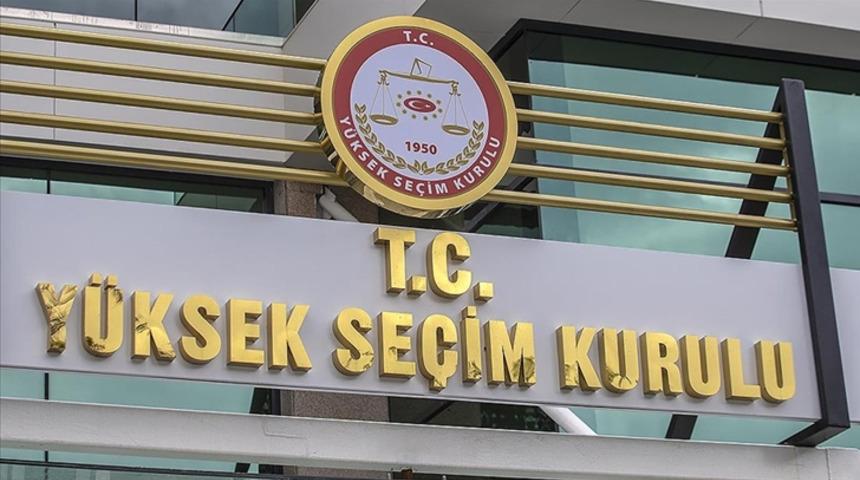 T.C.
1950
YÜKSEK SEÇİM KURULU
T.C.
YÜKSEK SEÇİM KURULU